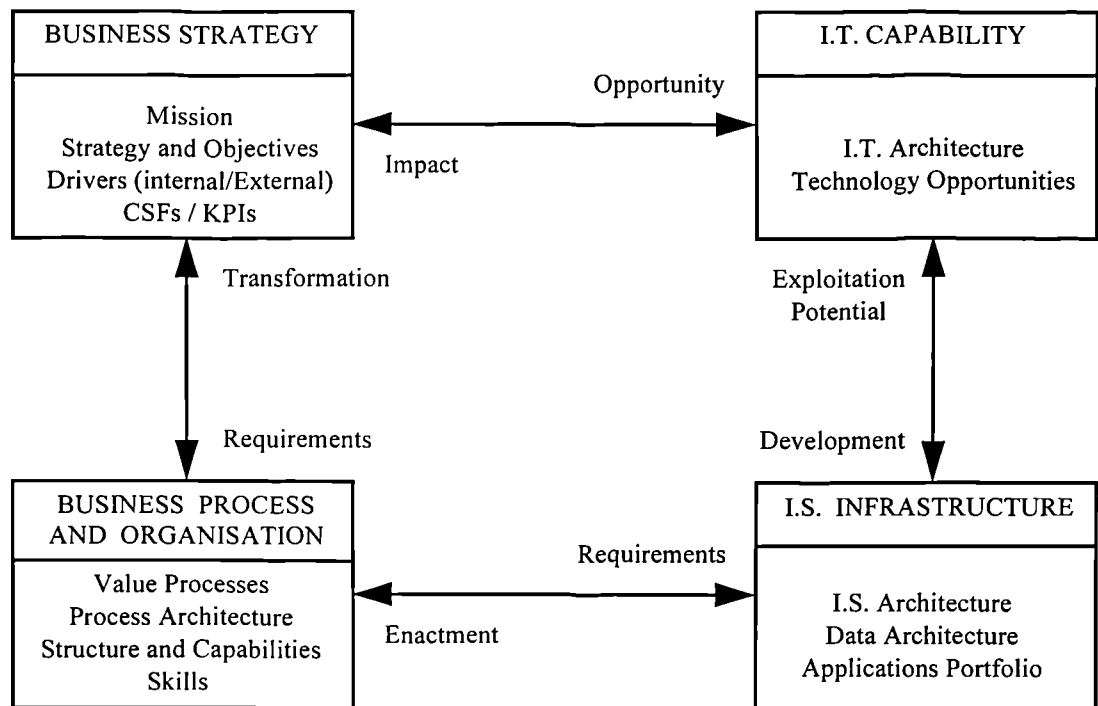 BUSINESS STRATEGY
Mission
Strategy and Objectives
Drivers (internal/External)
CSFs / KPIs
I.T. CAPABILITY
I.T. Architecture
Technology Opportunities
Opportunity
Impact
Transformation
Requirements
Exploitation
Potential
Development
BUSINESS PROCESS
AND ORGANISATION
Value Processes
Process Architecture
Structure and Capabilities
Skills
Requirements
Enactment
I.S. INFRASTRUCTURE
I.S. Architecture
Data Architecture
Applications Portfolio